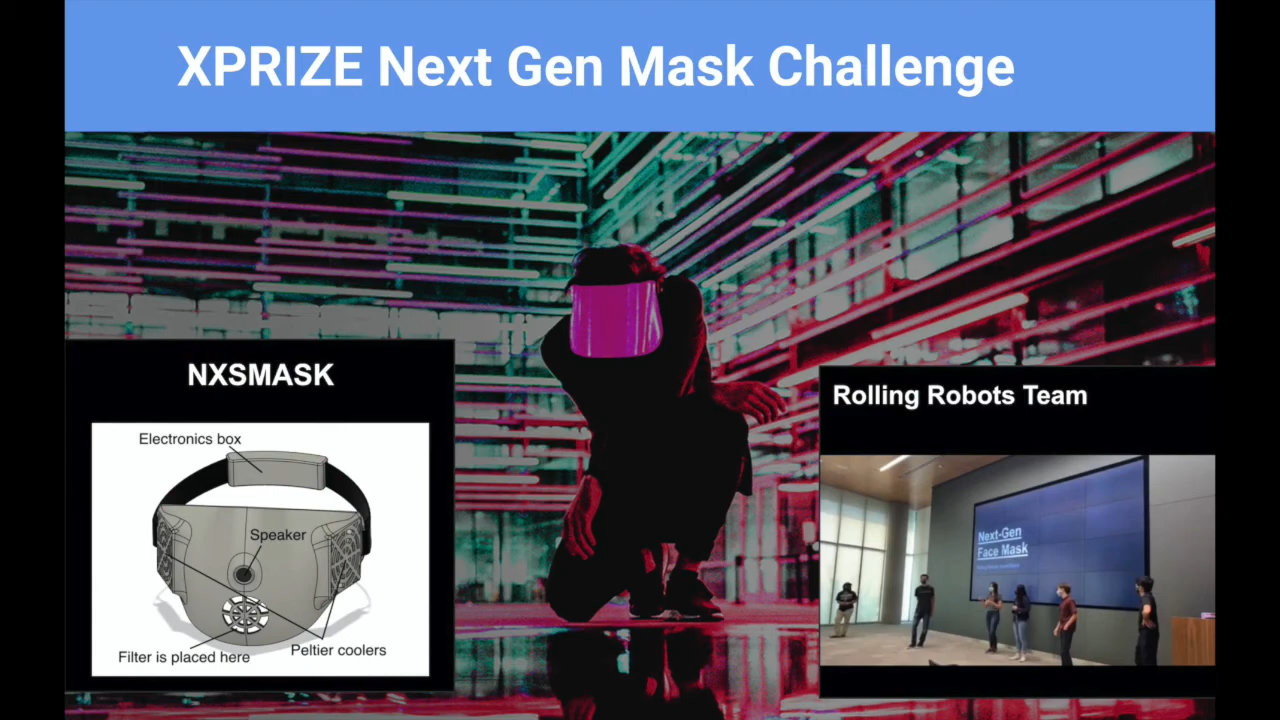 XPRIZE Next Gen Mask Challenge
NXSMASK
Electronics box
Speaker
Filter is placed here
Peltier coolers
Rolling Robots Team
Next-Gen
Face Mask